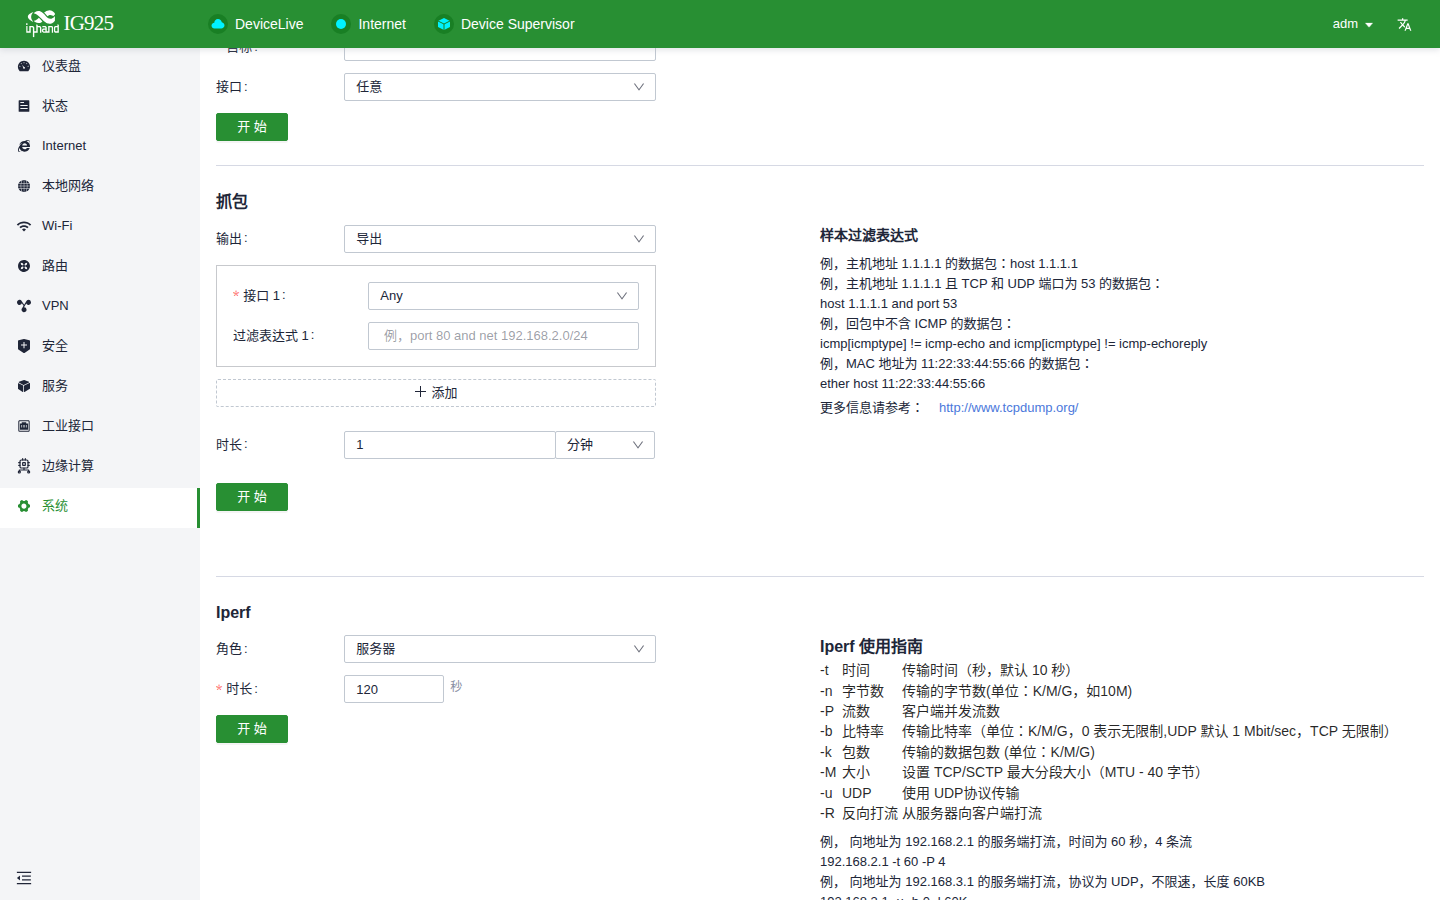 inhand IG925
DeviceLive
Internet
Device Supervisor
adm
仪表盘
状态
Internet
本地网络
Wi-Fi
路由
VPN
安全
服务
工业接口
边缘计算
系统
接口:
任意
开 始
抓包
输出:
导出
* 接口 1:
Any
过滤表达式 1:
例，port 80 and net 192.168.2.0/24
添加
时长:
1
分钟
开 始
样本过滤表达式
例，主机地址 1.1.1.1 的数据包：host 1.1.1.1
例，主机地址 1.1.1.1 且 TCP 和 UDP 端口为 53 的数据包：
host 1.1.1.1 and port 53
例，回包中不含 ICMP 的数据包：
icmp[icmptype] != icmp-echo and icmp[icmptype] != icmp-echoreply
例，MAC 地址为 11:22:33:44:55:66 的数据包：
ether host 11:22:33:44:55:66
更多信息请参考： http://www.tcpdump.org/
Iperf
角色:
服务器
* 时长:
120
秒
开 始
Iperf 使用指南
-t 时间 传输时间（秒，默认 10 秒）
-n 字节数 传输的字节数(单位：K/M/G，如10M)
-P 流数 客户端并发流数
-b 比特率 传输比特率（单位：K/M/G，0 表示无限制,UDP 默认 1 Mbit/sec，TCP 无限制）
-k 包数 传输的数据包数 (单位：K/M/G)
-M 大小 设置 TCP/SCTP 最大分段大小（MTU - 40 字节）
-u UDP 使用 UDP协议传输
-R 反向打流 从服务器向客户端打流
例， 向地址为 192.168.2.1 的服务端打流，时间为 60 秒，4 条流
192.168.2.1 -t 60 -P 4
例， 向地址为 192.168.3.1 的服务端打流，协议为 UDP，不限速，长度 60KB